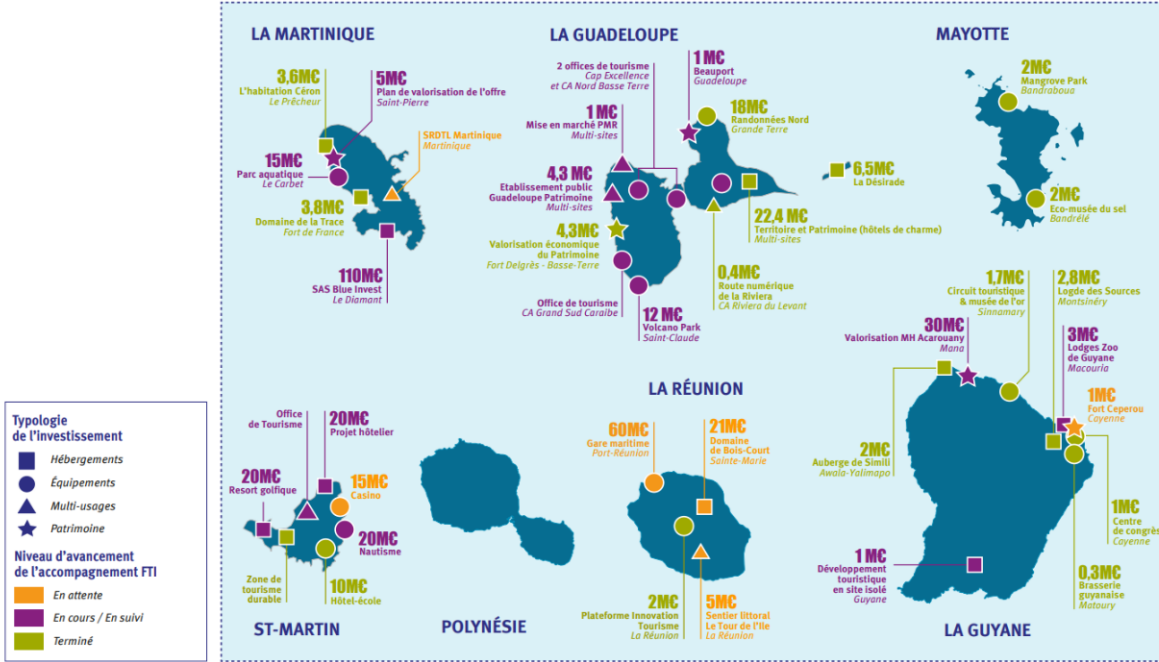 LA MARTINIQUE
3,6M€
L'habitation Céron
Le Prêcheur
5M€
Plan de valorisation de l'offre
Saint-Pierre
SRDTL Martinique
Martinique
15M€
Parc aquatique
Le Carbet
3,8M€
Domaine de la Trace
Fort de France
110M€
SAS Blue Invest
Le Diamant
LA GUADELOUPE
2 offices de tourisme
Cap Excellence
et CA Nord Basse Terre
1 M€
Beauport
Guadeloupe
1 M€
Mise en marché PMR
Multi-sites
18M€
Randonnées Nord
Grande Terre
4,3 M€
Etablissement public
Guadeloupe Patrimoine
Multi-sites
6,5M€
La Désirade
4,3M€
Valorisation économique
du Patrimoine
Fort Delgrès - Basse-Terre
22,4 M€
Territoire et Patrimoine (hôtels de charme)
Multi-sites
0,4M€
Route numérique
de la Riviera
CA Riviera du Levant
Office de tourisme
CA Grand Sud Caraïbe
12 M€
Volcano Park
Saint-Claude
MAYOTTE
2M€
Mangrove Park
Bandraboua
2M€
Eco-musée du sel
Bandrélé
1,7M€
Circuit touristique
& musée de l'or
Sinnamary
2,8M€
Logde des Sources
Montsinéry
30M€
Valorisation MH Acarouany
Mana
3M€
Lodges Zoo
de Guyane
Macouria
1M€
Fort Ceperou
Cayenne
2M€
Auberge de Simili
Awala-Yalimapo
1M€
Centre de
congrès
Cayenne
1 M€
Développement
touristique
en site isolé
Guyane
0,3M€
Brasserie
guyanaise
Matoury
LA GUYANE
Typologie
de l'investissement
Hébergements
Équipements
Multi-usages
Patrimoine
Niveau d'avancement
de l'accompagnement FTI
En attente
En cours / En suivi
Terminé
Office
de Tourisme
20M€
Projet hôtelier
20M€
Resort golfique
15M€
Casino
20M€
Nautisme
Zone de
tourisme
durable
10M€
Hôtel-école
ST-MARTIN
POLYNÉSIE
LA RÉUNION
60M€
Gare maritime
Port-Réunion
21M€
Domaine
de Bois-Court
Sainte-Marie
2M€
Plateforme Innovation
Tourisme
La Réunion
5M€
Sentier littoral
Le Tour de l'Ile
La Réunion